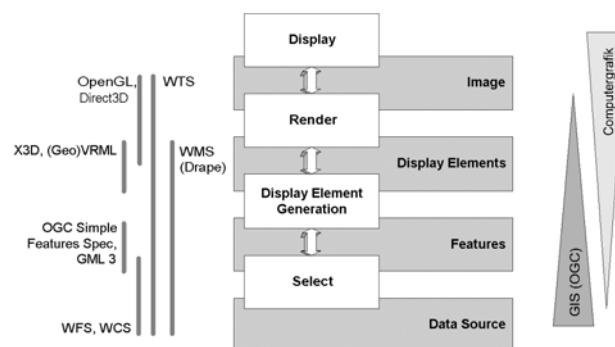 Display
OpenGL,
Direct3D
WTS
Image
Render
X3D, (Geo)VRML
WMS
(Drape)
Display Elements
Display Element
Generation
OGC Simple
Features Spec,
GML 3
Features
Select
WFS, WCS
Data Source
Computergrafik
GIS (OGC)